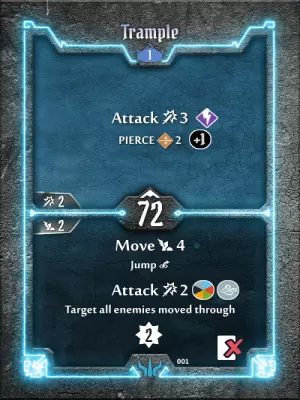 Trample
1
Attack 3
PIERCE 2 +1
2
72
2
Move 4
Jump
Attack 2
Target all enemies moved through
2
001